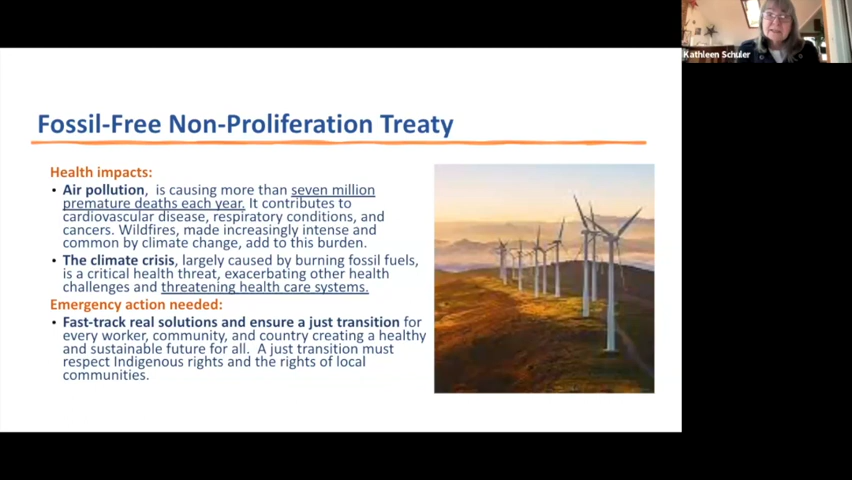 Kathleen Schuler
Fossil-Free Non-Proliferation Treaty
Health impacts:
• Air pollution, is causing more than seven million
premature deaths each year. It contributes to
cardiovascular disease, respiratory conditions, and
cancers. Wildfires, made increasingly intense and
common by climate change, add to this burden.
• The climate crisis, largely caused by burning fossil fuels,
is a critical health threat, exacerbating other health
challenges and threatening health care systems.
Emergency action needed:
• Fast-track real solutions and ensure a just transition for
every worker, community, and country creating a healthy
and sustainable future for all. A just transition must
respect Indigenous rights and the rights of local
communities.